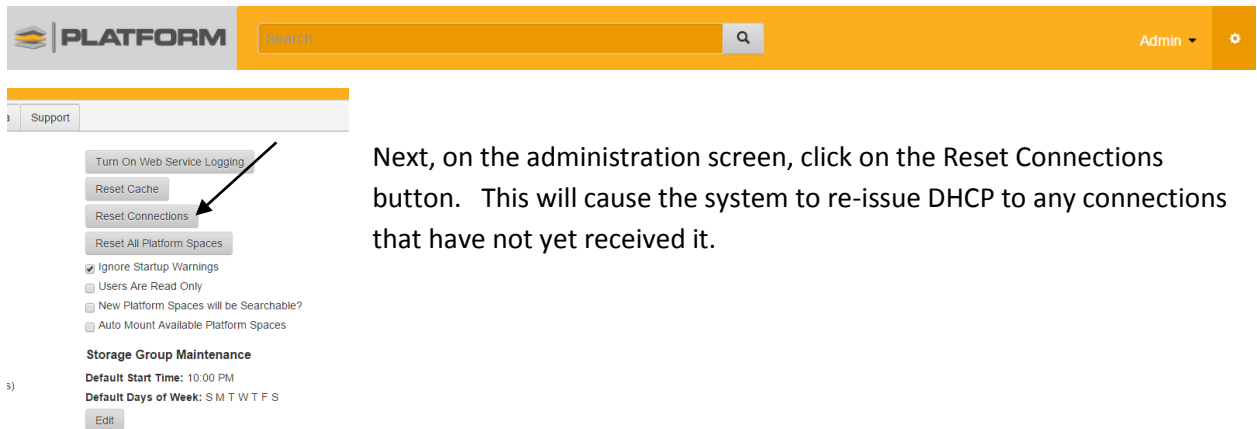 PLATFORM
Search
Admin
a
Support
Turn On Web Service Logging
Reset Cache
Reset Connections
Reset All Platform Spaces
Ignore Startup Warnings
Users Are Read Only
New Platform Spaces will be Searchable?
Auto Mount Available Platform Spaces
Storage Group Maintenance
Default Start Time: 10:00 PM
s)
Default Days of Week: S M T W T F S
Edit
Next, on the administration screen, click on the Reset Connections
button. This will cause the system to re-issue DHCP to any connections
that have not yet received it.